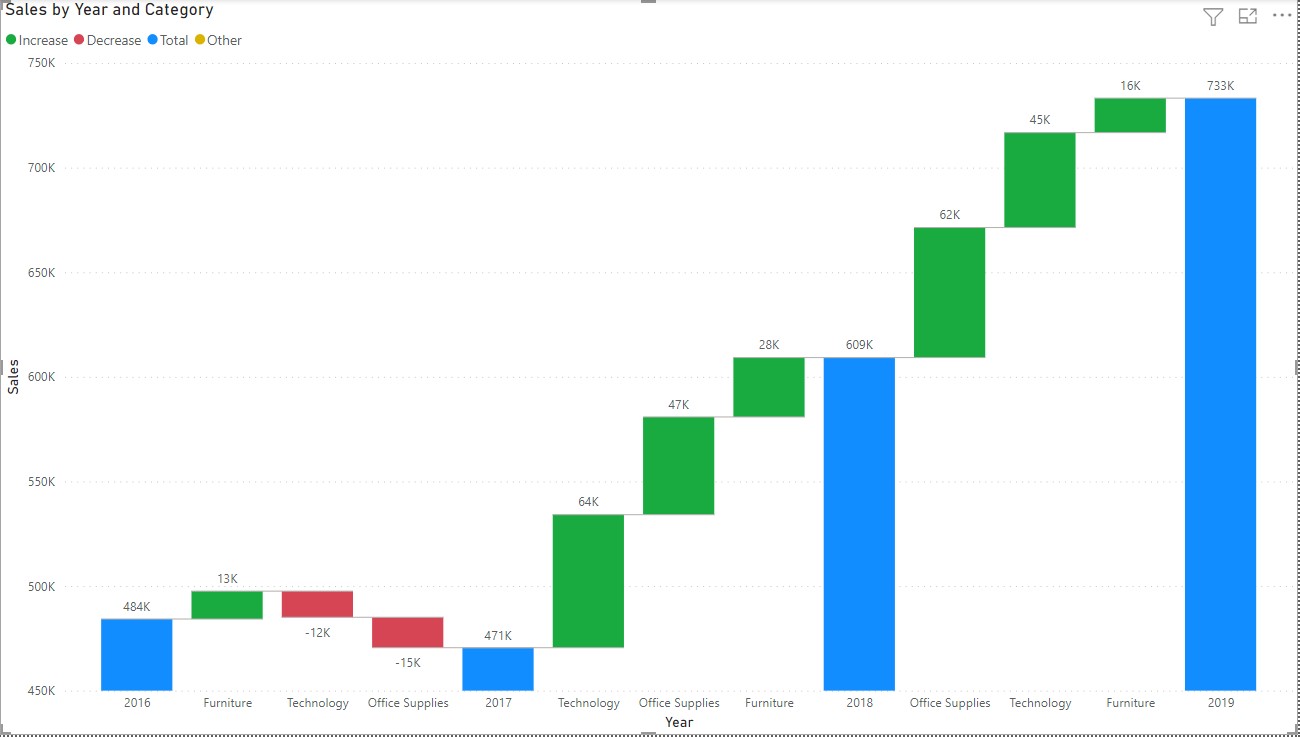 Sales by Year and Category
Increase Decrease Total Other
750K
700K
650K
600K
550K
500K
450K
Sales
484K
13K
-12K
-15K
471K
64K
47K
28K
609K
62K
45K
16K
733K
2016 Furniture Technology Office Supplies 2017 Technology Office Supplies Furniture 2018 Office Supplies Technology Furniture 2019
Year